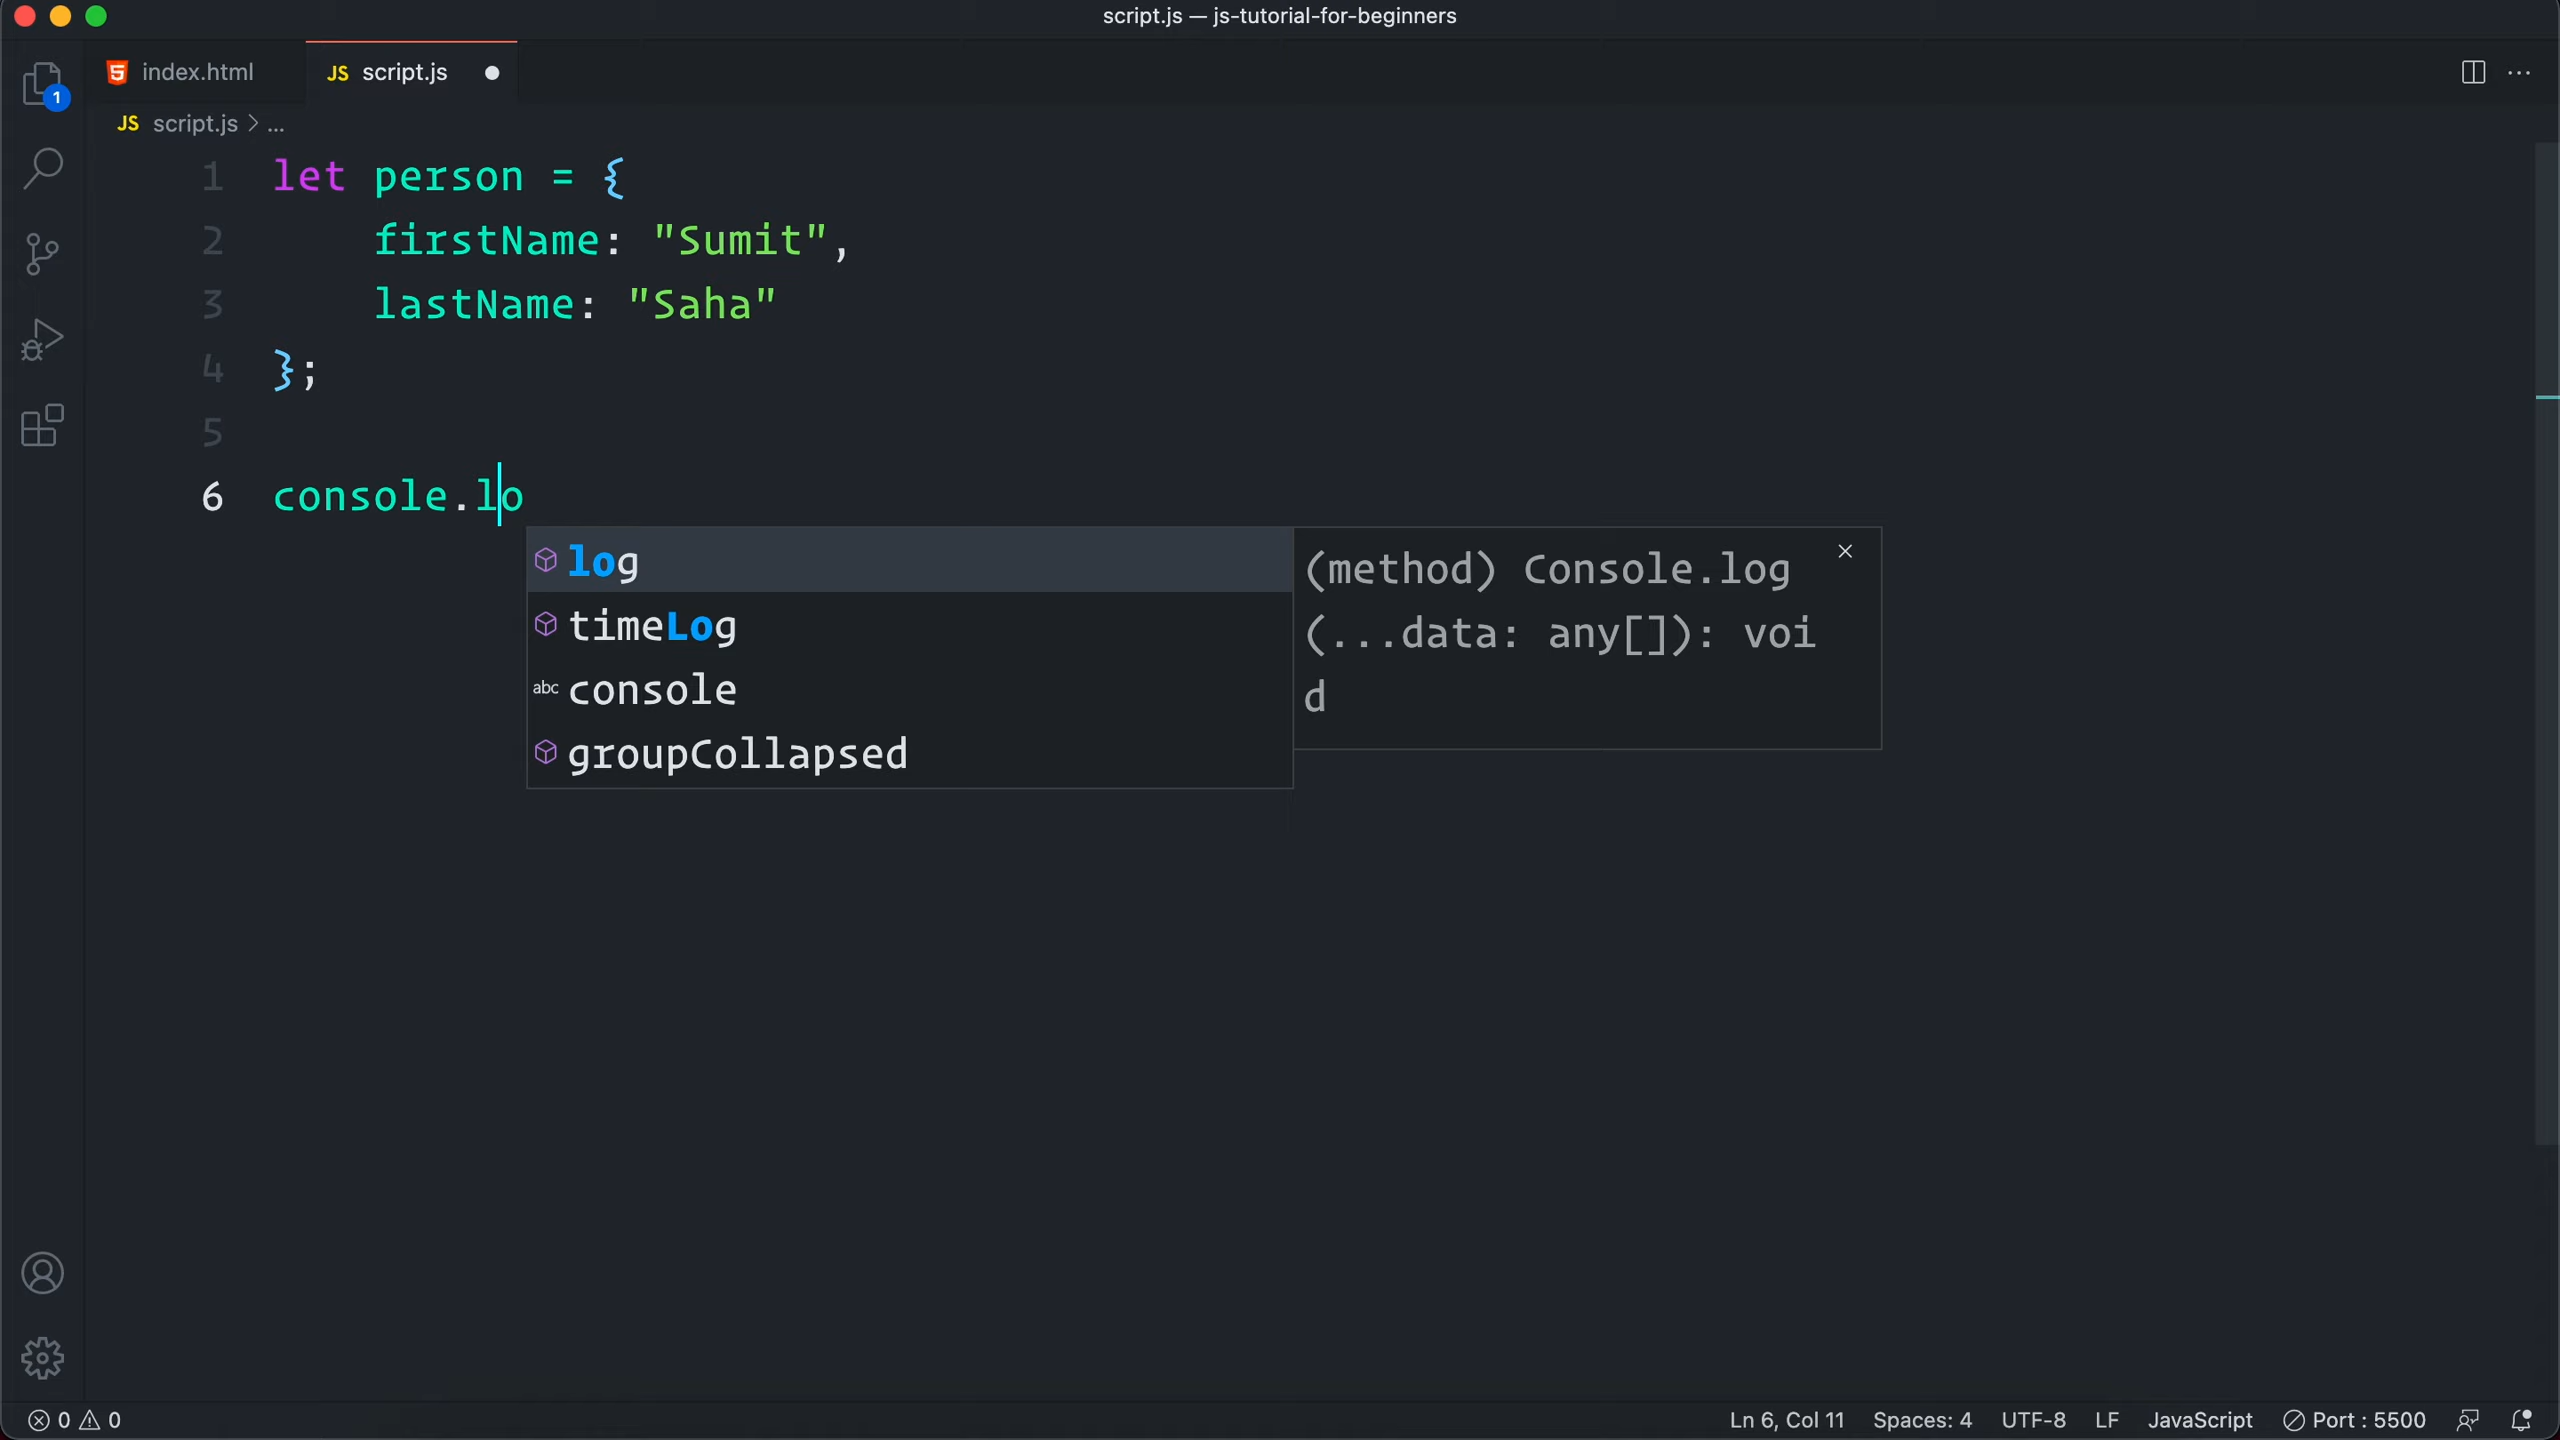 script.js — js-tutorial-for-beginners
1
index.html
JS script.js
JS script.js > ...
1 let person = {
2 firstName: "Sumit",
3 lastName: "Saha"
4 };
5
6 console.lo
log
timeLog
abc console
groupCollapsed
(method) Console.log
(...data: any[]): voi
d
0 0
Ln 6, Col 11 Spaces: 4 UTF-8 LF JavaScript Port : 5500